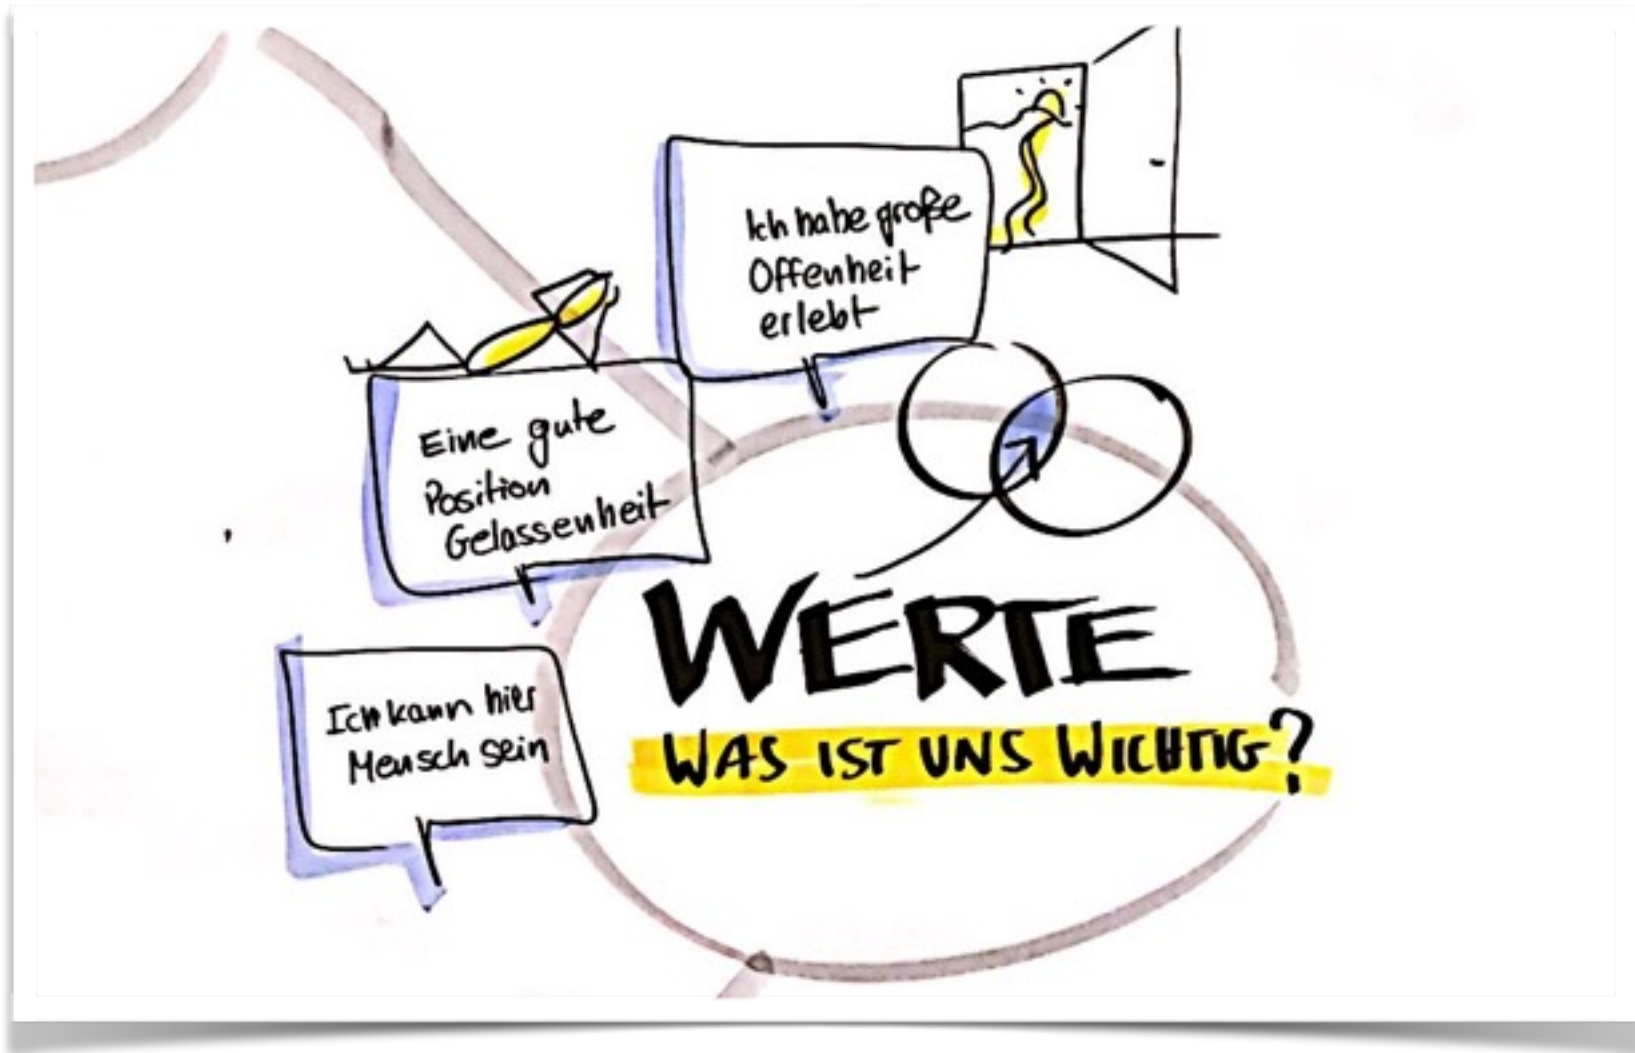 Ich habe große
Offenheit
erlebt
Eine gute
Position
Gelassenheit
Ich kann hier
Mensch sein
WERTE
WAS IST UNS WICHTIG?